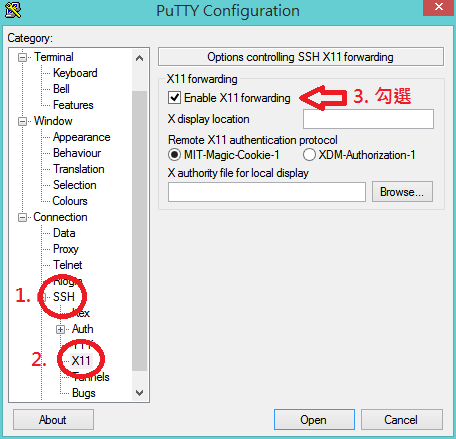 PuTTY Configuration
Category:
Terminal
Keyboard
Bell
Features
Window
Appearance
Behaviour
Translation
Selection
Colours
Connection
Data
Proxy
Telnet
Rlogin
1. SSH
Kex
Auth
TTY
2. X11
Tunnels
Bugs
Options controlling SSH X11 forwarding
X11 forwarding
Enable X11 forwarding 3. 勾選
X display location
Remote X11 authentication protocol
MIT-Magic-Cookie-1 XDM-Authorization-1
X authority file for local display
Browse...
About Open Cancel